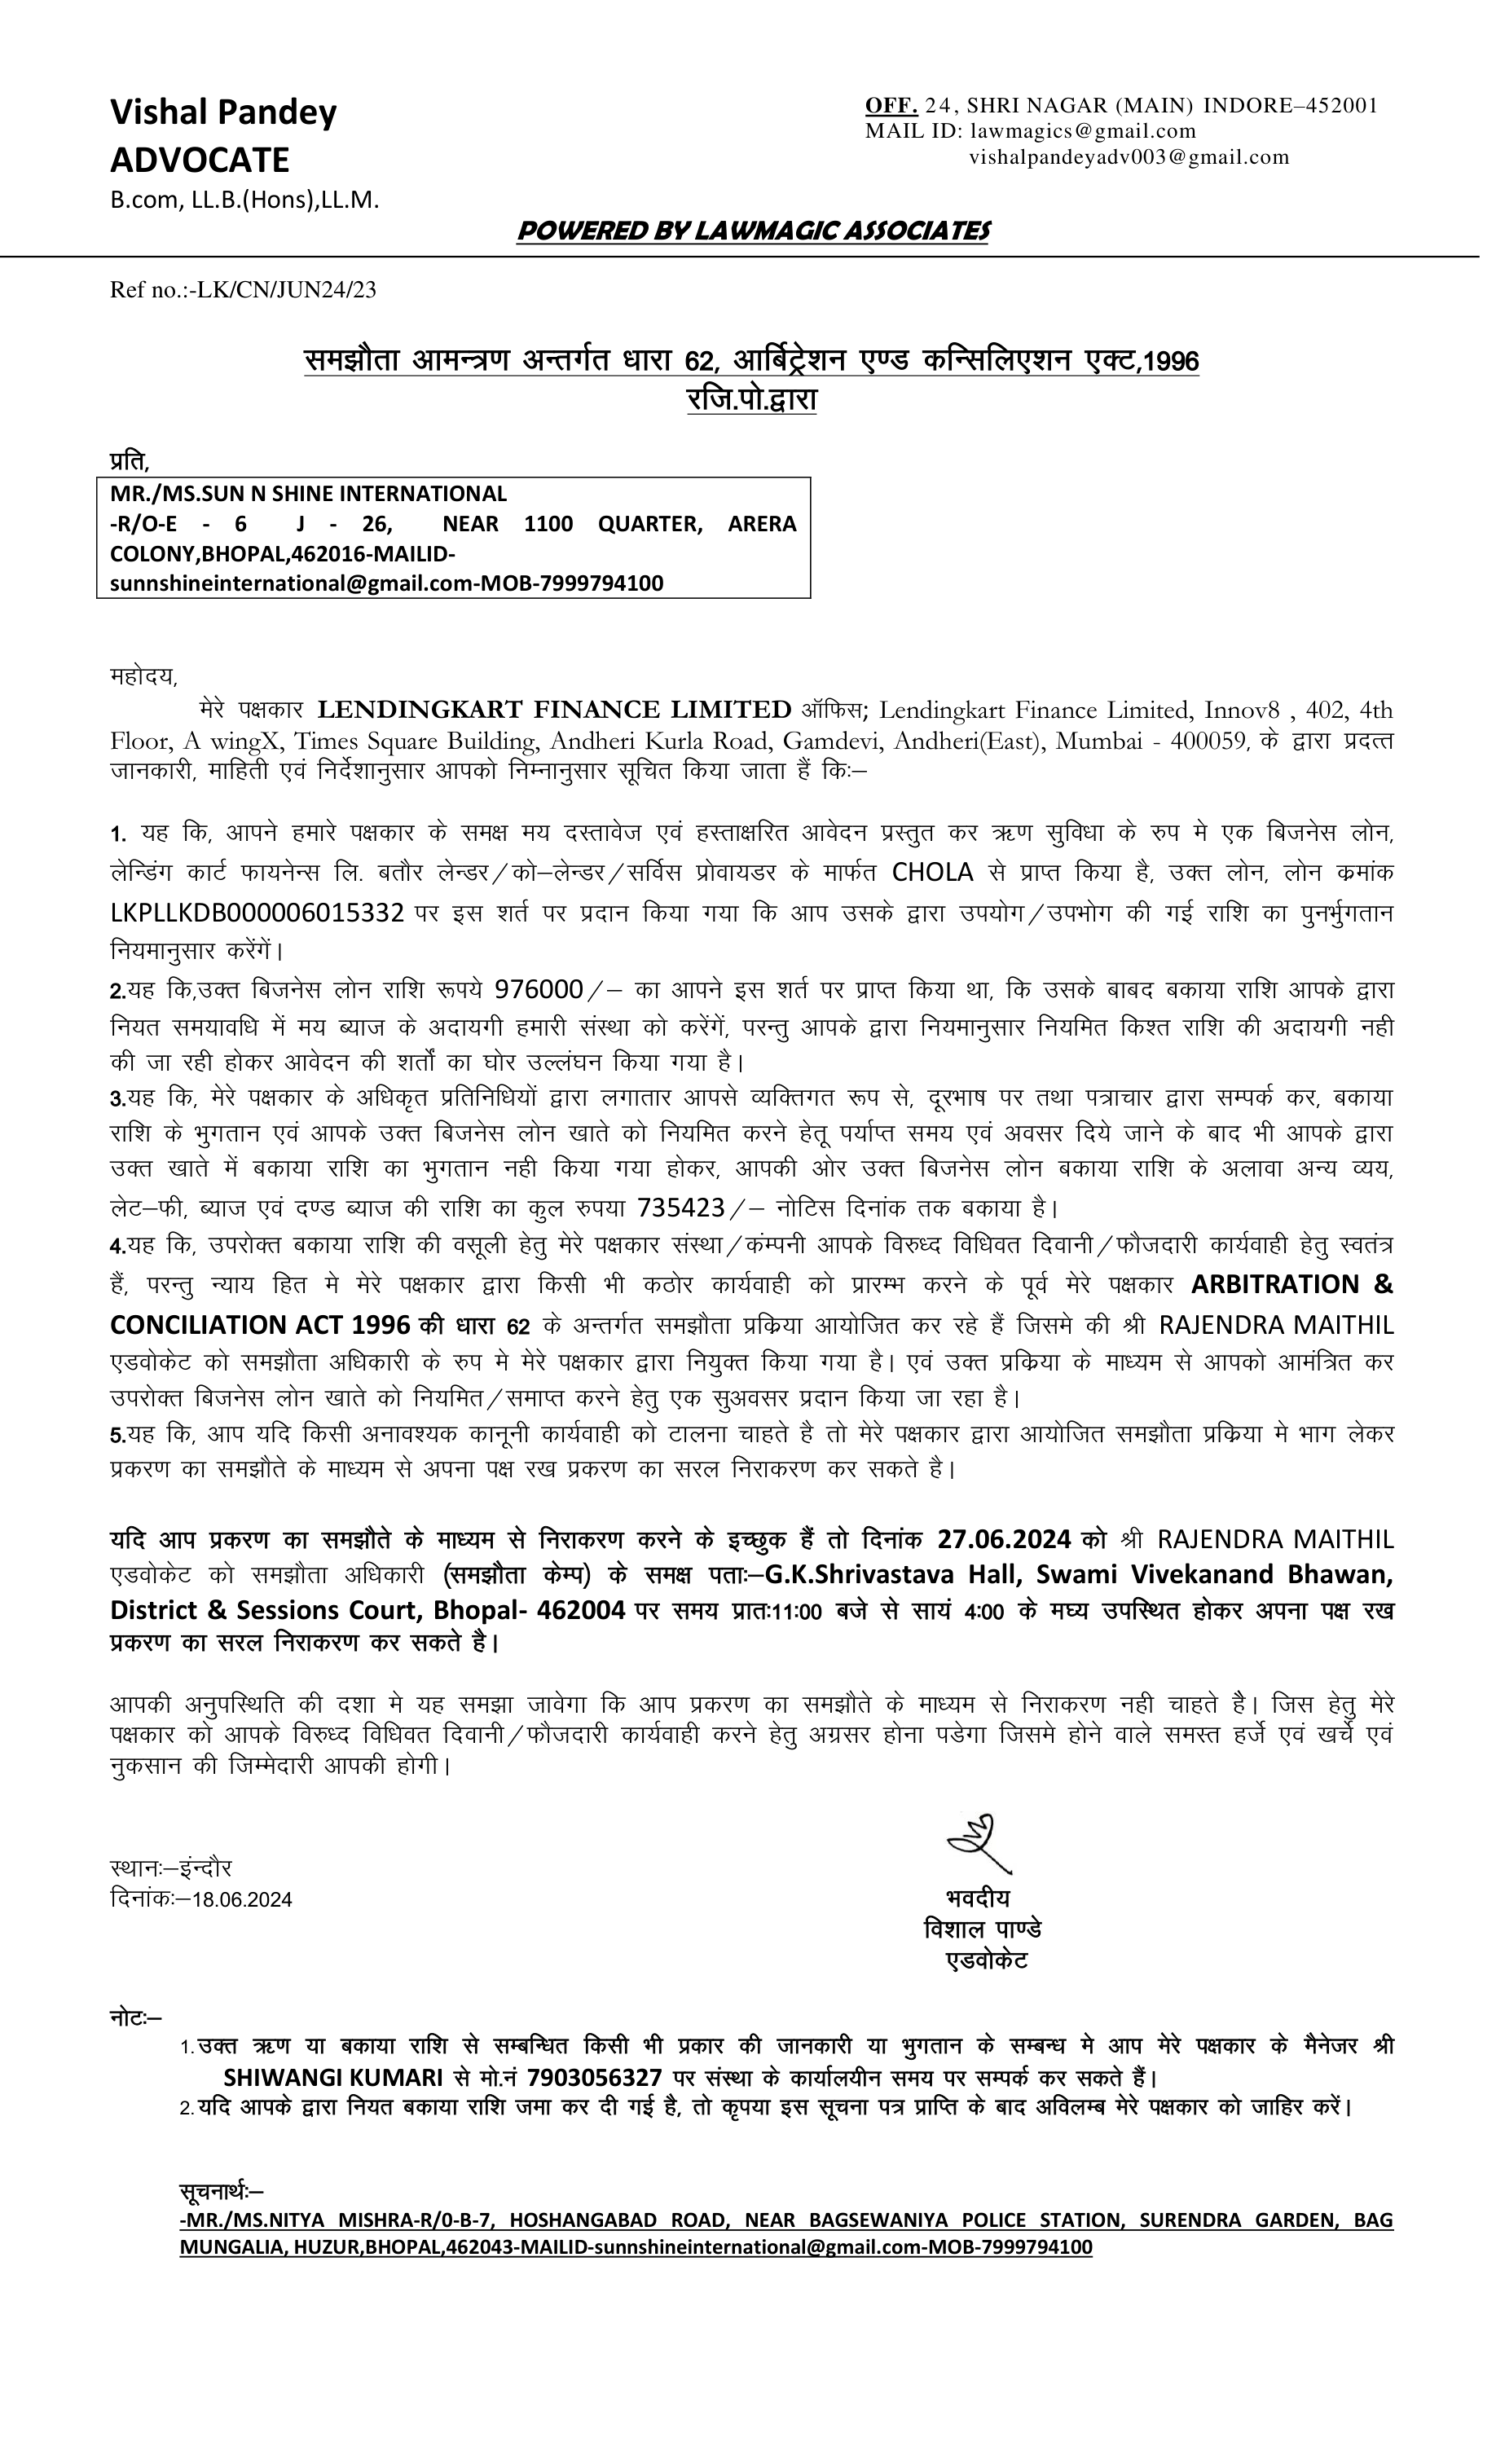 Vishal Pandey
ADVOCATE
B.com, LL.B.(Hons),LL.M.
OFF. 24, SHRI NAGAR (MAIN) INDORE–452001
MAIL ID: lawmagics@gmail.com
vishalpandeyadv003@gmail.com
POWERED BY LAWMAGIC ASSOCIATES
Ref no.:-LK/CN/JUN24/23
समझौता आमन्त्रण अन्तर्गत धारा 62, आर्बिट्रेशन एण्ड कन्सिलिएशन एक्ट,1996
रजि.पो.द्वारा
प्रति,
MR./MS.SUN N SHINE INTERNATIONAL
-R/O-E - 6 J - 26, NEAR 1100 QUARTER, ARERA
COLONY,BHOPAL,462016-MAILID-
sunnshineinternational@gmail.com-MOB-7999794100
महोदय,
मेरे पक्षकार LENDINGKART FINANCE LIMITED ऑफिस; Lendingkart Finance Limited, Innov8 , 402, 4th
Floor, A wingX, Times Square Building, Andheri Kurla Road, Gamdevi, Andheri(East), Mumbai - 400059, के द्वारा प्रदत्त
जानकारी, माहिती एवं निर्देशानुसार आपको निम्नानुसार सूचित किया जाता हैं कि:–
1. यह कि, आपने हमारे पक्षकार के समक्ष मय दस्तावेज एवं हस्ताक्षरित आवेदन प्रस्तुत कर ऋण सुविधा के रुप मे एक बिजनेस लोन,
लेन्डिंग कार्ट फायनेन्स लि. बतौर लेन्डर/को–लेन्डर/सर्विस प्रोवायडर के मार्फत CHOLA से प्राप्त किया है, उक्त लोन, लोन क्रमांक
LKPLLKDB000006015332 पर इस शर्त पर प्रदान किया गया कि आप उसके द्वारा उपयोग/उपभोग की गई राशि का पुनर्भुगतान
नियमानुसार करेंगें।
2.यह कि,उक्त बिजनेस लोन राशि रूपये 976000/– का आपने इस शर्त पर प्राप्त किया था, कि उसके बाबद बकाया राशि आपके द्वारा
नियत समयावधि में मय ब्याज के अदायगी हमारी संस्था को करेंगें, परन्तु आपके द्वारा नियमानुसार नियमित किश्त राशि की अदायगी नही
की जा रही होकर आवेदन की शर्तों का घोर उल्लंघन किया गया है।
3.यह कि, मेरे पक्षकार के अधिकृत प्रतिनिधियों द्वारा लगातार आपसे व्यक्तिगत रूप से, दूरभाष पर तथा पत्राचार द्वारा सम्पर्क कर, बकाया
राशि के भुगतान एवं आपके उक्त बिजनेस लोन खाते को नियमित करने हेतू पर्याप्त समय एवं अवसर दिये जाने के बाद भी आपके द्वारा
उक्त खाते में बकाया राशि का भुगतान नही किया गया होकर, आपकी ओर उक्त बिजनेस लोन बकाया राशि के अलावा अन्य व्यय,
लेट–फी, ब्याज एवं दण्ड ब्याज की राशि का कुल रुपया 735423/– नोटिस दिनांक तक बकाया है।
4.यह कि, उपरोक्त बकाया राशि की वसूली हेतु मेरे पक्षकार संस्था/कंम्पनी आपके विरुध्द विधिवत दिवानी/फौजदारी कार्यवाही हेतु स्वतंत्र
हैं, परन्तु न्याय हित मे मेरे पक्षकार द्वारा किसी भी कठोर कार्यवाही को प्रारम्भ करने के पूर्व मेरे पक्षकार ARBITRATION &
CONCILIATION ACT 1996 की धारा 62 के अन्तर्गत समझौता प्रक्रिया आयोजित कर रहे हैं जिसमे की श्री RAJENDRA MAITHIL
एडवोकेट को समझौता अधिकारी के रुप मे मेरे पक्षकार द्वारा नियुक्त किया गया है। एवं उक्त प्रक्रिया के माध्यम से आपको आमंत्रित कर
उपरोक्त बिजनेस लोन खाते को नियमित/समाप्त करने हेतु एक सुअवसर प्रदान किया जा रहा है।
5.यह कि, आप यदि किसी अनावश्यक कानूनी कार्यवाही को टालना चाहते है तो मेरे पक्षकार द्वारा आयोजित समझौता प्रक्रिया मे भाग लेकर
प्रकरण का समझौते के माध्यम से अपना पक्ष रख प्रकरण का सरल निराकरण कर सकते है।
यदि आप प्रकरण का समझौते के माध्यम से निराकरण करने के इच्छुक हैं तो दिनांक 27.06.2024 को श्री RAJENDRA MAITHIL
एडवोकेट को समझौता अधिकारी (समझौता केम्प) के समक्ष पता:–G.K.Shrivastava Hall, Swami Vivekanand Bhawan,
District & Sessions Court, Bhopal- 462004 पर समय प्रात:11:00 बजे से सायं 4:00 के मघ्य उपस्थित होकर अपना पक्ष रख
प्रकरण का सरल निराकरण कर सकते है।
आपकी अनुपस्थिति की दशा मे यह समझा जावेगा कि आप प्रकरण का समझौते के माध्यम से निराकरण नही चाहते है। जिस हेतु मेरे
पक्षकार को आपके विरुध्द विधिवत दिवानी/फौजदारी कार्यवाही करने हेतु अग्रसर होना पडेगा जिसमे होने वाले समस्त हर्जे एवं खर्चे एवं
नुकसान की जिम्मेदारी आपकी होगी।
स्थान:–इंन्दौर
दिनांक:–18.06.2024
भवदीय
विशाल पाण्डे
एडवोकेट
नोट:–
1.उक्त ऋण या बकाया राशि से सम्बन्धित किसी भी प्रकार की जानकारी या भुगतान के सम्बन्ध मे आप मेरे पक्षकार के मैनेजर श्री
SHIWANGI KUMARI से मो.नं 7903056327 पर संस्था के कार्यालयीन समय पर सम्पर्क कर सकते हैं।
2.यदि आपके द्वारा नियत बकाया राशि जमा कर दी गई है, तो कृपया इस सूचना पत्र प्राप्ति के बाद अविलम्ब मेरे पक्षकार को जाहिर करें।
सूचनार्थ:–
-MR./MS.NITYA MISHRA-R/0-B-7, HOSHANGABAD ROAD, NEAR BAGSEWANIYA POLICE STATION, SURENDRA GARDEN, BAG
MUNGALIA, HUZUR,BHOPAL,462043-MAILID-sunnshineinternational@gmail.com-MOB-7999794100